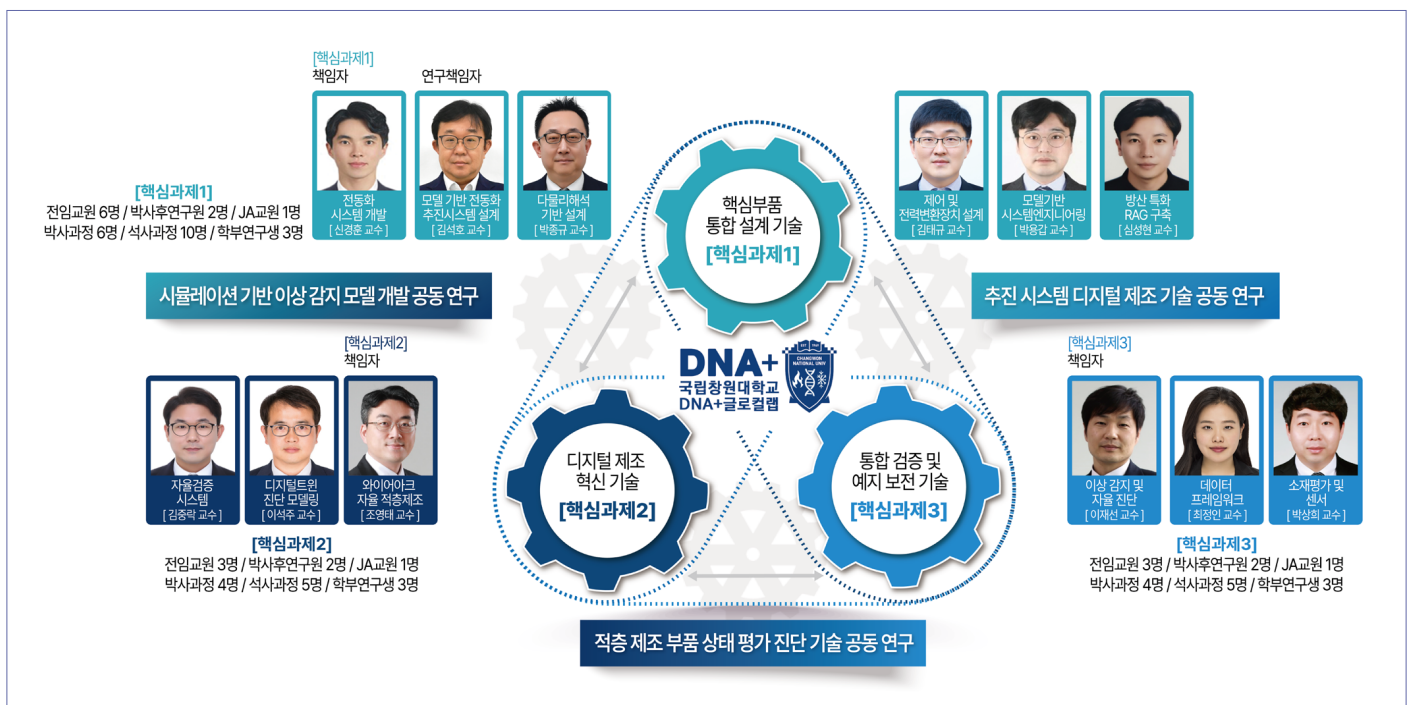 [핵심과제1]
책임자
연구책임자
전동화
시스템 개발
[ 신경훈 교수 ]
모델 기반 전동화
추진시스템 설계
[ 김석호 교수 ]
다물리해석
기반 설계
[ 박종규 교수 ]
[핵심과제1]
전임교원 6명 / 박사후연구원 2명 / JA교원 1명
박사과정 6명 / 석사과정 10명 / 학부연구생 3명
핵심부품
통합 설계 기술
[핵심과제1]
제어 및
전력변환장치 설계
[ 김태규 교수 ]
모델기반
시스템엔지니어링
[ 박용갑 교수 ]
방산 특화
RAG 구축
[ 심성현 교수 ]
시뮬레이션 기반 이상 감지 모델 개발 공동 연구
추진 시스템 디지털 제조 기술 공동 연구
[핵심과제2]
책임자
자율검증
시스템
[ 김중락 교수 ]
디지털트윈
진단 모델링
[ 이석주 교수 ]
와이어아크
자율 적층제조
[ 조영태 교수 ]
[핵심과제2]
전임교원 3명 / 박사후연구원 2명 / JA교원 1명
박사과정 4명 / 석사과정 5명 / 학부연구생 3명
DNA+
국립창원대학교
DNA+글로컬랩
CHANGWON
NATIONAL UNIV
디지털 제조
혁신 기술
[핵심과제2]
통합 검증 및
예지 보전 기술
[핵심과제3]
[핵심과제3]
책임자
이상 감지 및
자율 진단
[ 이재선 교수 ]
데이터
프레임워크
[ 최정인 교수 ]
소재평가 및
센서
[ 박상희 교수 ]
[핵심과제3]
전임교원 3명 / 박사후연구원 2명 / JA교원 1명
박사과정 4명 / 석사과정 5명 / 학부연구생 3명
적층 제조 부품 상태 평가 진단 기술 공동 연구